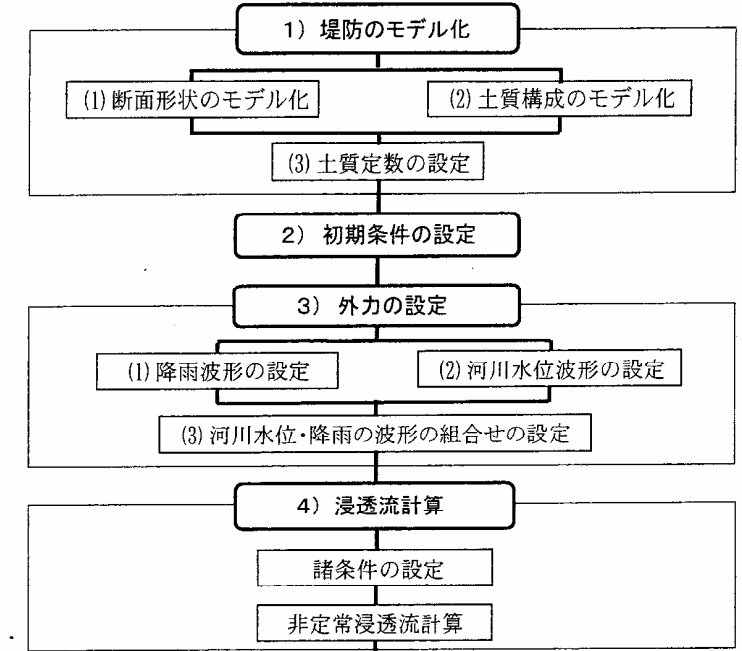 1) 堤防のモデル化
(1) 断面形状のモデル化
(2) 土質構成のモデル化
(3) 土質定数の設定
2) 初期条件の設定
3) 外力の設定
(1) 降雨波形の設定
(2) 河川水位波形の設定
(3) 河川水位・降雨の波形の組合せの設定
4) 浸透流計算
諸条件の設定
非定常浸透流計算